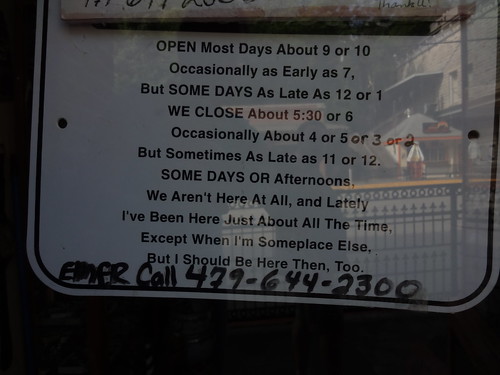 OPEN Most Days About 9 or 10
Occasionally as Early as 7,
But SOME DAYS As Late As 12 or 1
WE CLOSE About 5:30 or 6
Occasionally About 4 or 5 or 3 or 2
But Sometimes As Late as 11 or 12.
SOME DAYS OR Afternoons,
We Aren't Here At All, and Lately
I've Been Here Just About All The Time,
Except When I'm Someplace Else,
But I Should Be Here Then, Too.
EMER Call 479-644-2300